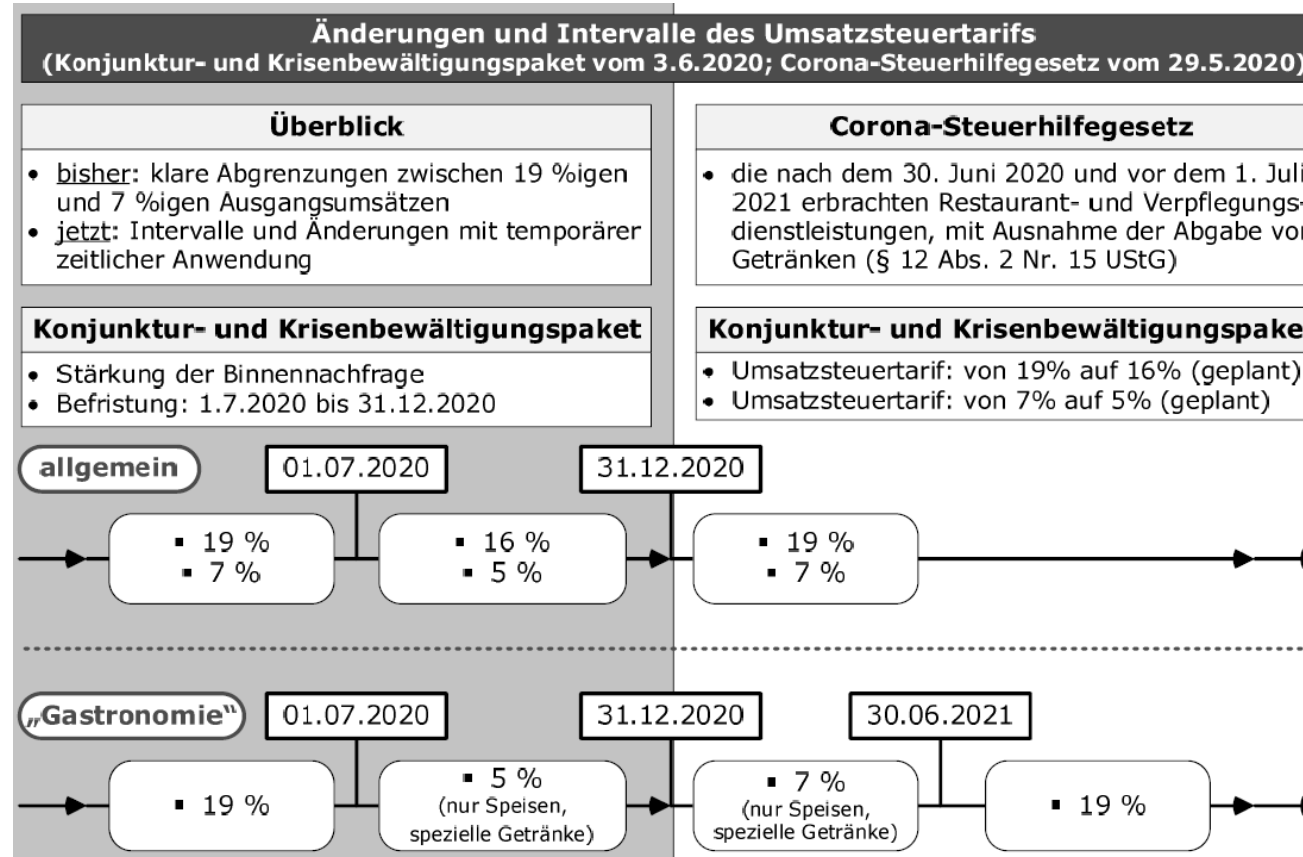 Änderungen und Intervalle des Umsatzsteuertarifs
(Konjunktur- und Krisenbewältigungspaket vom 3.6.2020; Corona-Steuerhilfegesetz vom 29.5.2020)
Überblick
• bisher: klare Abgrenzungen zwischen 19 %igen
und 7 %igen Ausgangsumsätzen
• jetzt: Intervalle und Änderungen mit temporärer
zeitlicher Anwendung
Corona-Steuerhilfegesetz
• die nach dem 30. Juni 2020 und vor dem 1. Juli
2021 erbrachten Restaurant- und Verpflegungs-
dienstleistungen, mit Ausnahme der Abgabe von
Getränken (§ 12 Abs. 2 Nr. 15 UStG)
Konjunktur- und Krisenbewältigungspaket
• Stärkung der Binnennachfrage
• Befristung: 1.7.2020 bis 31.12.2020
Konjunktur- und Krisenbewältigungspake
• Umsatzsteuertarif: von 19% auf 16% (geplant)
• Umsatzsteuertarif: von 7% auf 5% (geplant)
allgemein
01.07.2020
31.12.2020
▪ 19 %
▪ 7 %
▪ 16 %
▪ 5 %
▪ 19 %
▪ 7 %
„Gastronomie“
01.07.2020
31.12.2020
30.06.2021
▪ 19 %
▪ 5 %
(nur Speisen,
spezielle Getränke)
▪ 7 %
(nur Speisen,
spezielle Getränke)
▪ 19 %